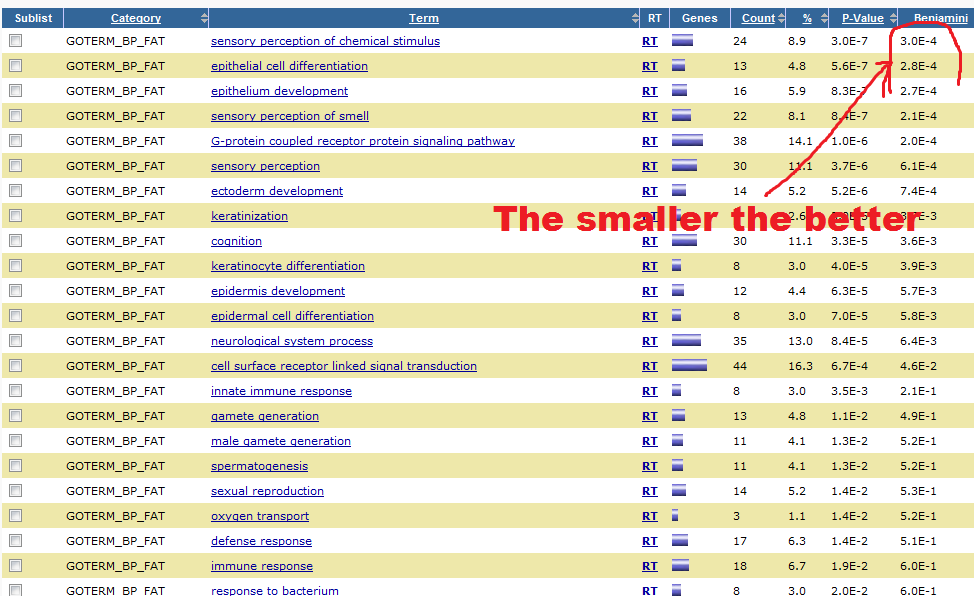 Sublist Category Term RT Genes Count % P-Value Benjamini
GOTERM_BP_FAT sensory perception of chemical stimulus RT 24 8.9 3.0E-7 3.0E-4
GOTERM_BP_FAT epithelial cell differentiation RT 13 4.8 5.6E-7 2.8E-4
GOTERM_BP_FAT epithelium development RT 16 5.9 8.3E-7 2.7E-4
GOTERM_BP_FAT sensory perception of smell RT 22 8.1 8.4E-7 2.1E-4
GOTERM_BP_FAT G-protein coupled receptor protein signaling pathway RT 38 14.1 1.0E-6 2.0E-4
GOTERM_BP_FAT sensory perception RT 30 11.1 3.7E-6 6.1E-4
GOTERM_BP_FAT ectoderm development RT 14 5.2 5.2E-6 7.4E-4
GOTERM_BP_FAT keratinization RT
The smaller the better
GOTERM_BP_FAT cognition RT 30 11.1 3.3E-5 3.6E-3
GOTERM_BP_FAT keratinocyte differentiation RT 8 3.0 4.0E-5 3.9E-3
GOTERM_BP_FAT epidermis development RT 12 4.4 6.3E-5 5.7E-3
GOTERM_BP_FAT epidermal cell differentiation RT 8 3.0 7.0E-5 5.8E-3
GOTERM_BP_FAT neurological system process RT 35 13.0 8.4E-5 6.4E-3
GOTERM_BP_FAT cell surface receptor linked signal transduction RT 44 16.3 6.7E-4 4.6E-2
GOTERM_BP_FAT innate immune response RT 8 3.0 3.5E-3 2.1E-1
GOTERM_BP_FAT gamete generation RT 13 4.8 1.1E-2 4.9E-1
GOTERM_BP_FAT male gamete generation RT 11 4.1 1.3E-2 5.2E-1
GOTERM_BP_FAT spermatogenesis RT 11 4.1 1.3E-2 5.2E-1
GOTERM_BP_FAT sexual reproduction RT 14 5.2 1.4E-2 5.3E-1
GOTERM_BP_FAT oxygen transport RT 3 1.1 1.4E-2 5.2E-1
GOTERM_BP_FAT defense response RT 17 6.3 1.4E-2 5.1E-1
GOTERM_BP_FAT immune response RT 18 6.7 1.9E-2 6.0E-1
GOTERM_BP_FAT response to bacterium RT 8 3.0 2.0E-2 6.0E-1